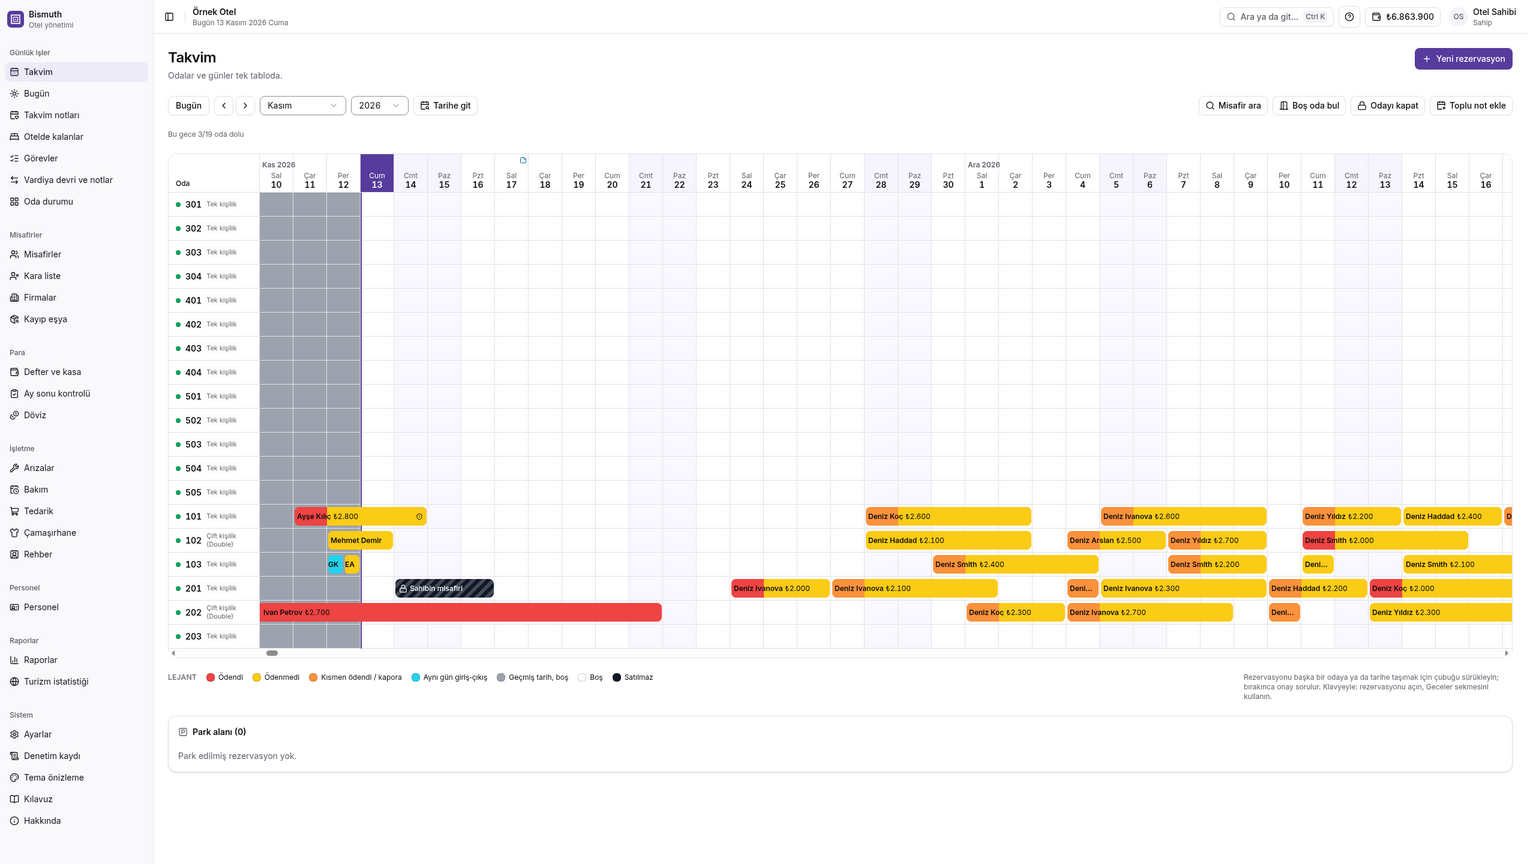 Bismuth
Otel yönetimi
Günlük işler
Takvim
Bugün
Takvim notları
Otelde kalanlar
Görevler
Vardiya devri ve notlar
Oda durumu
Misafirler
Misafirler
Kara liste
Firmalar
Kayıp eşya
Para
Defter ve kasa
Ay sonu kontrolü
Döviz
İşletme
Arızalar
Bakım
Tedarik
Çamaşırhane
Rehber
Personel
Personel
Raporlar
Raporlar
Turizm istatistiği
Sistem
Ayarlar
Denetim kaydı
Tema önizleme
Kılavuz
Hakkında
Örnek Otel
Bugün 13 Kasım 2026 Cuma
Ara ya da git... Ctrl K
₺6.863.900
OS
Otel Sahibi
Sahip
Takvim
Odalar ve günler tek tabloda.
Yeni rezervasyon
Bugün
Kasım
2026
Tarihe git
Misafir ara
Boş oda bul
Odayı kapat
Toplu not ekle
Bu gece 3/19 oda dolu
Kas 2026 Ara 2026
Oda
Sal Çar Per Cum Cmt Paz Pzt Sal Çar Per Cum Cmt Paz Pzt Sal Çar Per Cum Cmt Paz Pzt Sal Çar Per Cum Cmt Paz Pzt Sal Çar Per Cum Cmt Paz Pzt Sal Çar
10 11 12 13 14 15 16 17 18 19 20 21 22 23 24 25 26 27 28 29 30 1 2 3 4 5 6 7 8 9 10 11 12 13 14 15 16
301 Tek kişilik
302 Tek kişilik
303 Tek kişilik
304 Tek kişilik
401 Tek kişilik
402 Tek kişilik
403 Tek kişilik
404 Tek kişilik
501 Tek kişilik
502 Tek kişilik
503 Tek kişilik
504 Tek kişilik
505 Tek kişilik
101 Tek kişilik Ayşe Kılıç ₺2.800 Deniz Koç ₺2.600 Deniz Ivanova ₺2.600 Deniz Yıldız ₺2.200 Deniz Haddad ₺2.400 D
102 Çift kişilik (Double) Mehmet Demir Deniz Haddad ₺2.100 Deniz Arslan ₺2.500 Deniz Yıldız ₺2.700 Deniz Smith ₺2.000
103 Tek kişilik GK EA Deniz Smith ₺2.400 Deniz Smith ₺2.200 Deni... Deniz Smith ₺2.100
201 Tek kişilik Sahibin misafiri Deniz Ivanova ₺2.000 Deniz Ivanova ₺2.100 Deni... Deniz Ivanova ₺2.300 Deniz Haddad ₺2.200 Deniz Koç ₺2.000
202 Çift kişilik (Double) Ivan Petrov ₺2.700 Deniz Koç ₺2.300 Deniz Ivanova ₺2.700 Deni... Deniz Yıldız ₺2.300
203 Tek kişilik
LEJANT Ödendi Ödenmedi Kısmen ödendi / kapora Aynı gün giriş-çıkış Geçmiş tarih, boş Boş Satılmaz
Rezervasyonu başka bir odaya ya da tarihe taşımak için çubuğu sürükleyin;
bırakınca onay sorulur. Klavyeyle: rezervasyonu açın, Geceler sekmesini
kullanın.
Park alanı (0)
Park edilmiş rezervasyon yok.